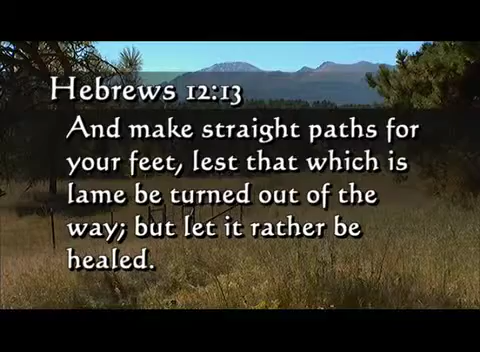 Hebrews 12:13
And make straight paths for
your feet, lest that which is
lame be turned out of the
way; but let it rather be
healed.